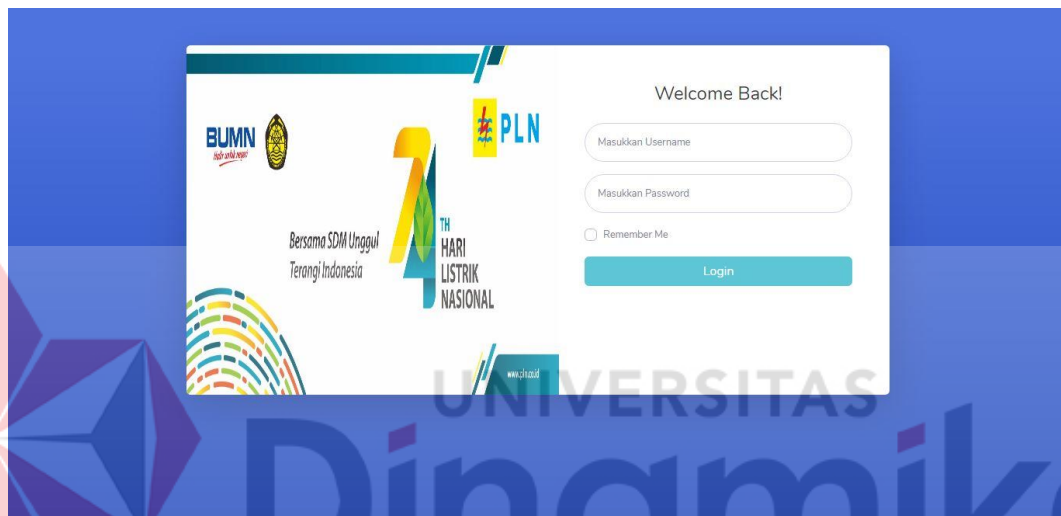 BUMN
Hadir untuk negeri
PLN
Bersama SDM Unggul
Terangi Indonesia
74
TH
HARI
LISTRIK
NASIONAL
www.pln.co.id
Welcome Back!
Masukkan Username
Masukkan Password
Remember Me
Login
UNIVERSITAS
Dinamika